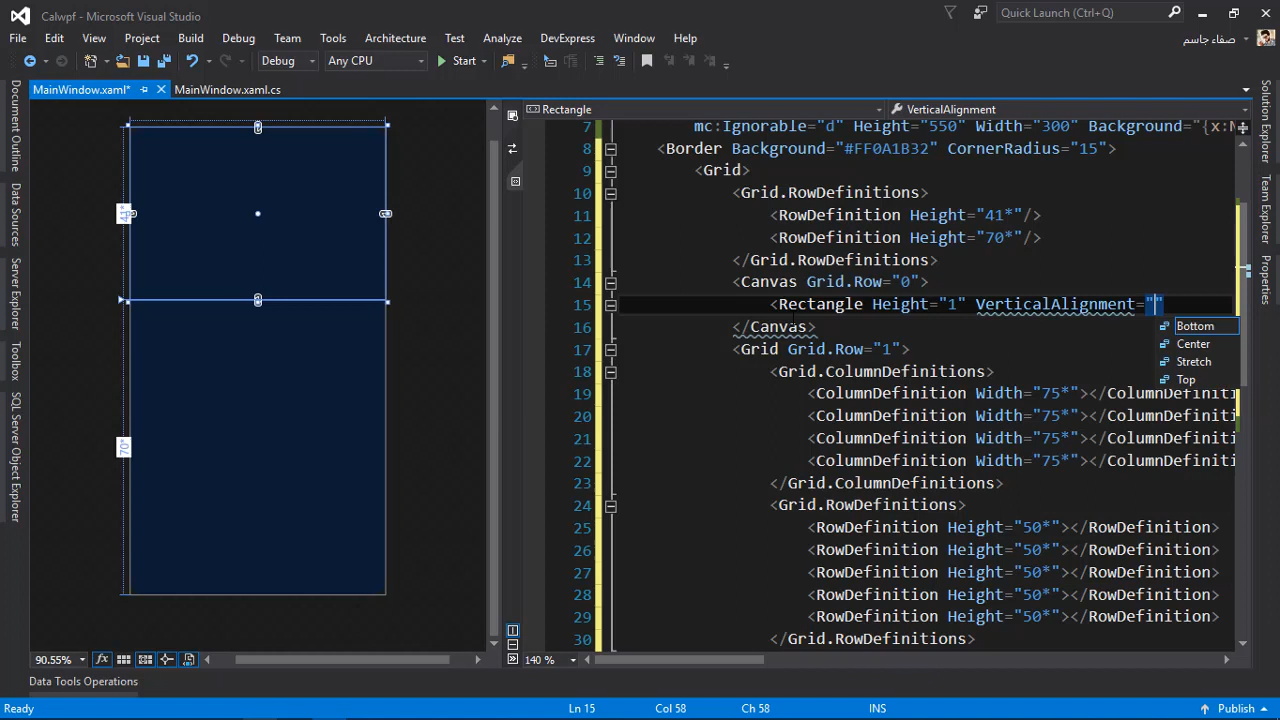 Calwpf - Microsoft Visual Studio
Quick Launch (Ctrl+Q)
File Edit View Project Build Debug Team Tools Architecture Test Analyze DevExpress Window Help
صفاء جاسم
Debug Any CPU Start
MainWindow.xaml* MainWindow.xaml.cs
Document Outline
Data Sources
Server Explorer
Toolbox
SQL Server Object Explorer
41*
70*
Rectangle VerticalAlignment
7 mc:Ignorable="d" Height="550" Width="300" Background="{x:N
8 <Border Background="#FF0A1B32" CornerRadius="15">
9 <Grid>
10 <Grid.RowDefinitions>
11 <RowDefinition Height="41*"/>
12 <RowDefinition Height="70*"/>
13 </Grid.RowDefinitions>
14 <Canvas Grid.Row="0">
15 <Rectangle Height="1" VerticalAlignment=""
16 </Canvas>
Bottom
Center
Stretch
Top
17 <Grid Grid.Row="1">
18 <Grid.ColumnDefinitions>
19 <ColumnDefinition Width="75*"></ColumnDefiniti
20 <ColumnDefinition Width="75*"></ColumnDefiniti
21 <ColumnDefinition Width="75*"></ColumnDefiniti
22 <ColumnDefinition Width="75*"></ColumnDefiniti
23 </Grid.ColumnDefinitions>
24 <Grid.RowDefinitions>
25 <RowDefinition Height="50*"></RowDefinition>
26 <RowDefinition Height="50*"></RowDefinition>
27 <RowDefinition Height="50*"></RowDefinition>
28 <RowDefinition Height="50*"></RowDefinition>
29 <RowDefinition Height="50*"></RowDefinition>
30 </Grid.RowDefinitions>
Solution Explorer
Team Explorer
Properties
90.55% fx
140 %
Data Tools Operations
Ready Ln 15 Col 58 Ch 58 INS Publish